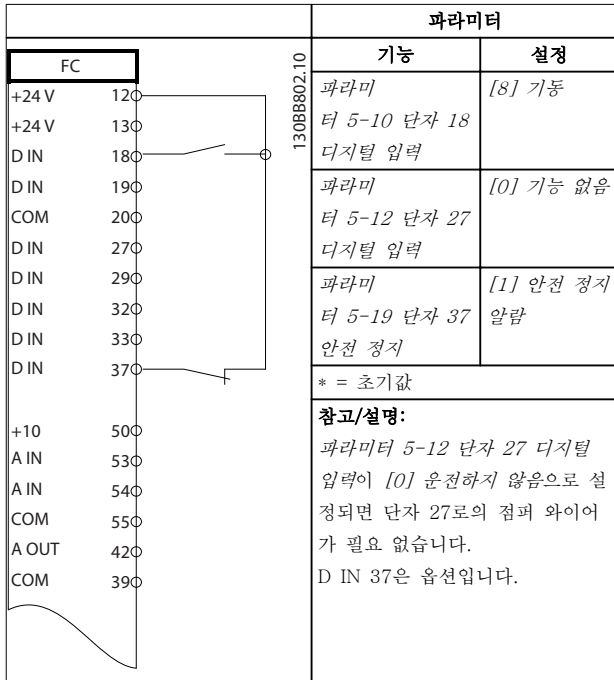 FC
+24 V 12
+24 V 13
D IN 18
D IN 19
COM 20
D IN 27
D IN 29
D IN 32
D IN 33
D IN 37
+10 50
A IN 53
A IN 54
COM 55
A OUT 42
COM 39
130BB802.10
파라미터
기능 설정
파라미 [8] 기동
터 5-10 단자 18
디지털 입력
파라미 [0] 기능 없음
터 5-12 단자 27
디지털 입력
파라미 [1] 안전 정지
터 5-19 단자 37 알람
안전 정지
* = 초기값
참고/설명:
파라미터 5-12 단자 27 디지털
입력이 [0] 운전하지 않음으로 설
정되면 단자 27로의 점퍼 와이어
가 필요 없습니다.
D IN 37은 옵션입니다.